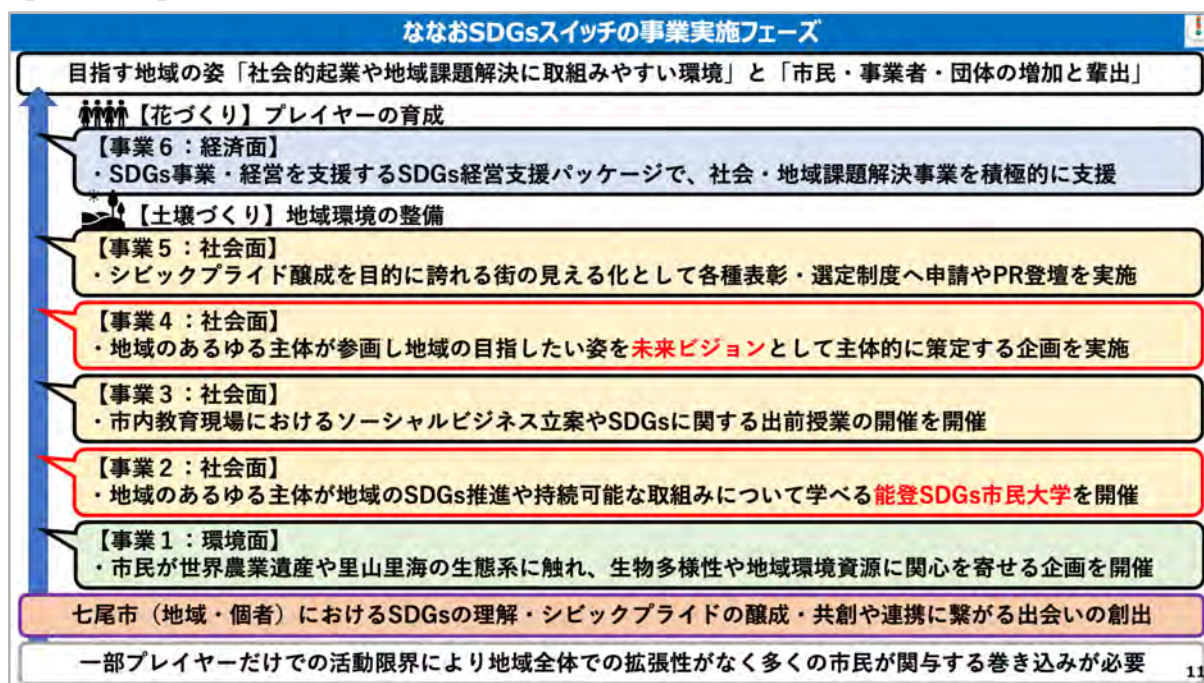 ななおSDGsスイッチの事業実施フェーズ
目指す地域の姿「社会的起業や地域課題解決に取組みやすい環境」と「市民・事業者・団体の増加と輩出」
【花づくり】プレイヤーの育成
【事業6:経済面】
・SDGs事業・経営を支援するSDGs経営支援パッケージで、社会・地域課題解決事業を積極的に支援
【土壌づくり】地域環境の整備
【事業5:社会面】
・シビックプライド醸成を目的に誇れる街の見える化として各種表彰・選定制度へ申請やPR登壇を実施
【事業4:社会面】
・地域のあらゆる主体が参画し地域の目指したい姿を未来ビジョンとして主体的に策定する企画を実施
【事業3:社会面】
・市内教育現場におけるソーシャルビジネス立案やSDGsに関する出前授業の開催を開催
【事業2:社会面】
・地域のあらゆる主体が地域のSDGs推進や持続可能な取組みについて学べる能登SDGs市民大学を開催
【事業1:環境面】
・市民が世界農業遺産や里山里海の生態系に触れ、生物多様性や地域環境資源に関心を寄せる企画を開催
七尾市(地域・個者)におけるSDGsの理解・シビックプライドの醸成・共創や連携に繋がる出会いの創出
一部プレイヤーだけでの活動限界により地域全体での拡張性がなく多くの市民が関与する巻き込みが必要
11